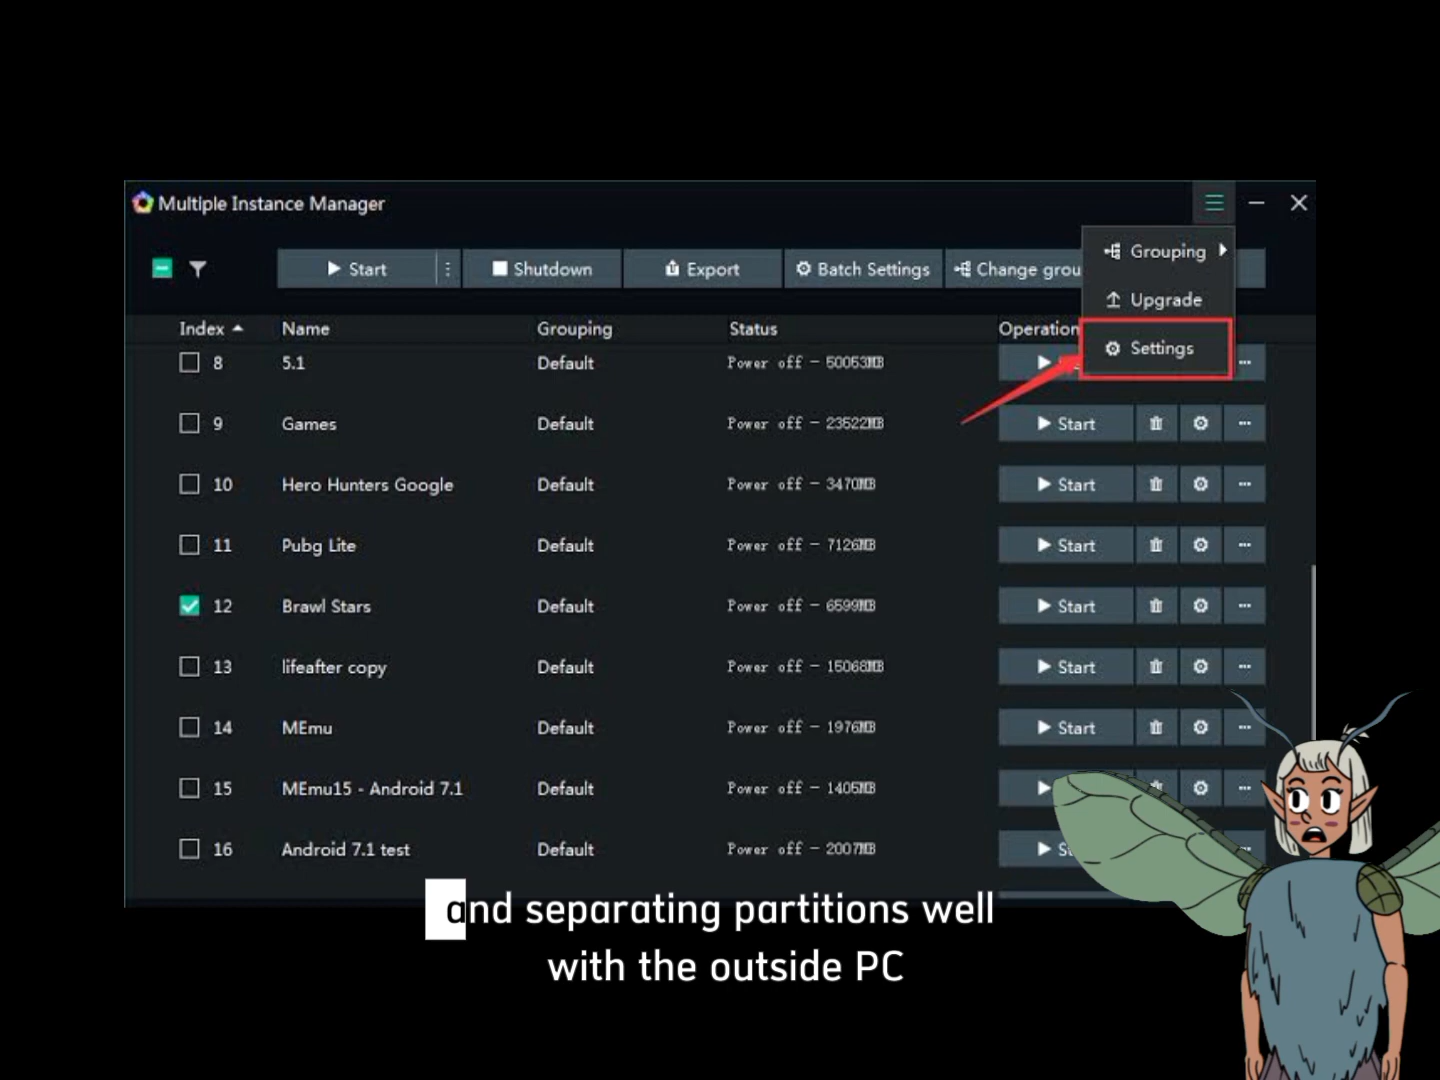 Multiple Instance Manager
Start Shutdown Export Batch Settings Change grou
Grouping
Upgrade
Settings
Index Name Grouping Status Operation
8 5.1 Default Power off - 50053MB
9 Games Default Power off - 23522MB Start
10 Hero Hunters Google Default Power off - 3470MB Start
11 Pubg Lite Default Power off - 7126MB Start
12 Brawl Stars Default Power off - 6599MB Start
13 lifeafter copy Default Power off - 15068MB Start
14 MEmu Default Power off - 1976MB Start
15 MEmu15 - Android 7.1 Default Power off - 1405MB
16 Android 7.1 test Default Power off - 2007MB
and separating partitions well
with the outside PC